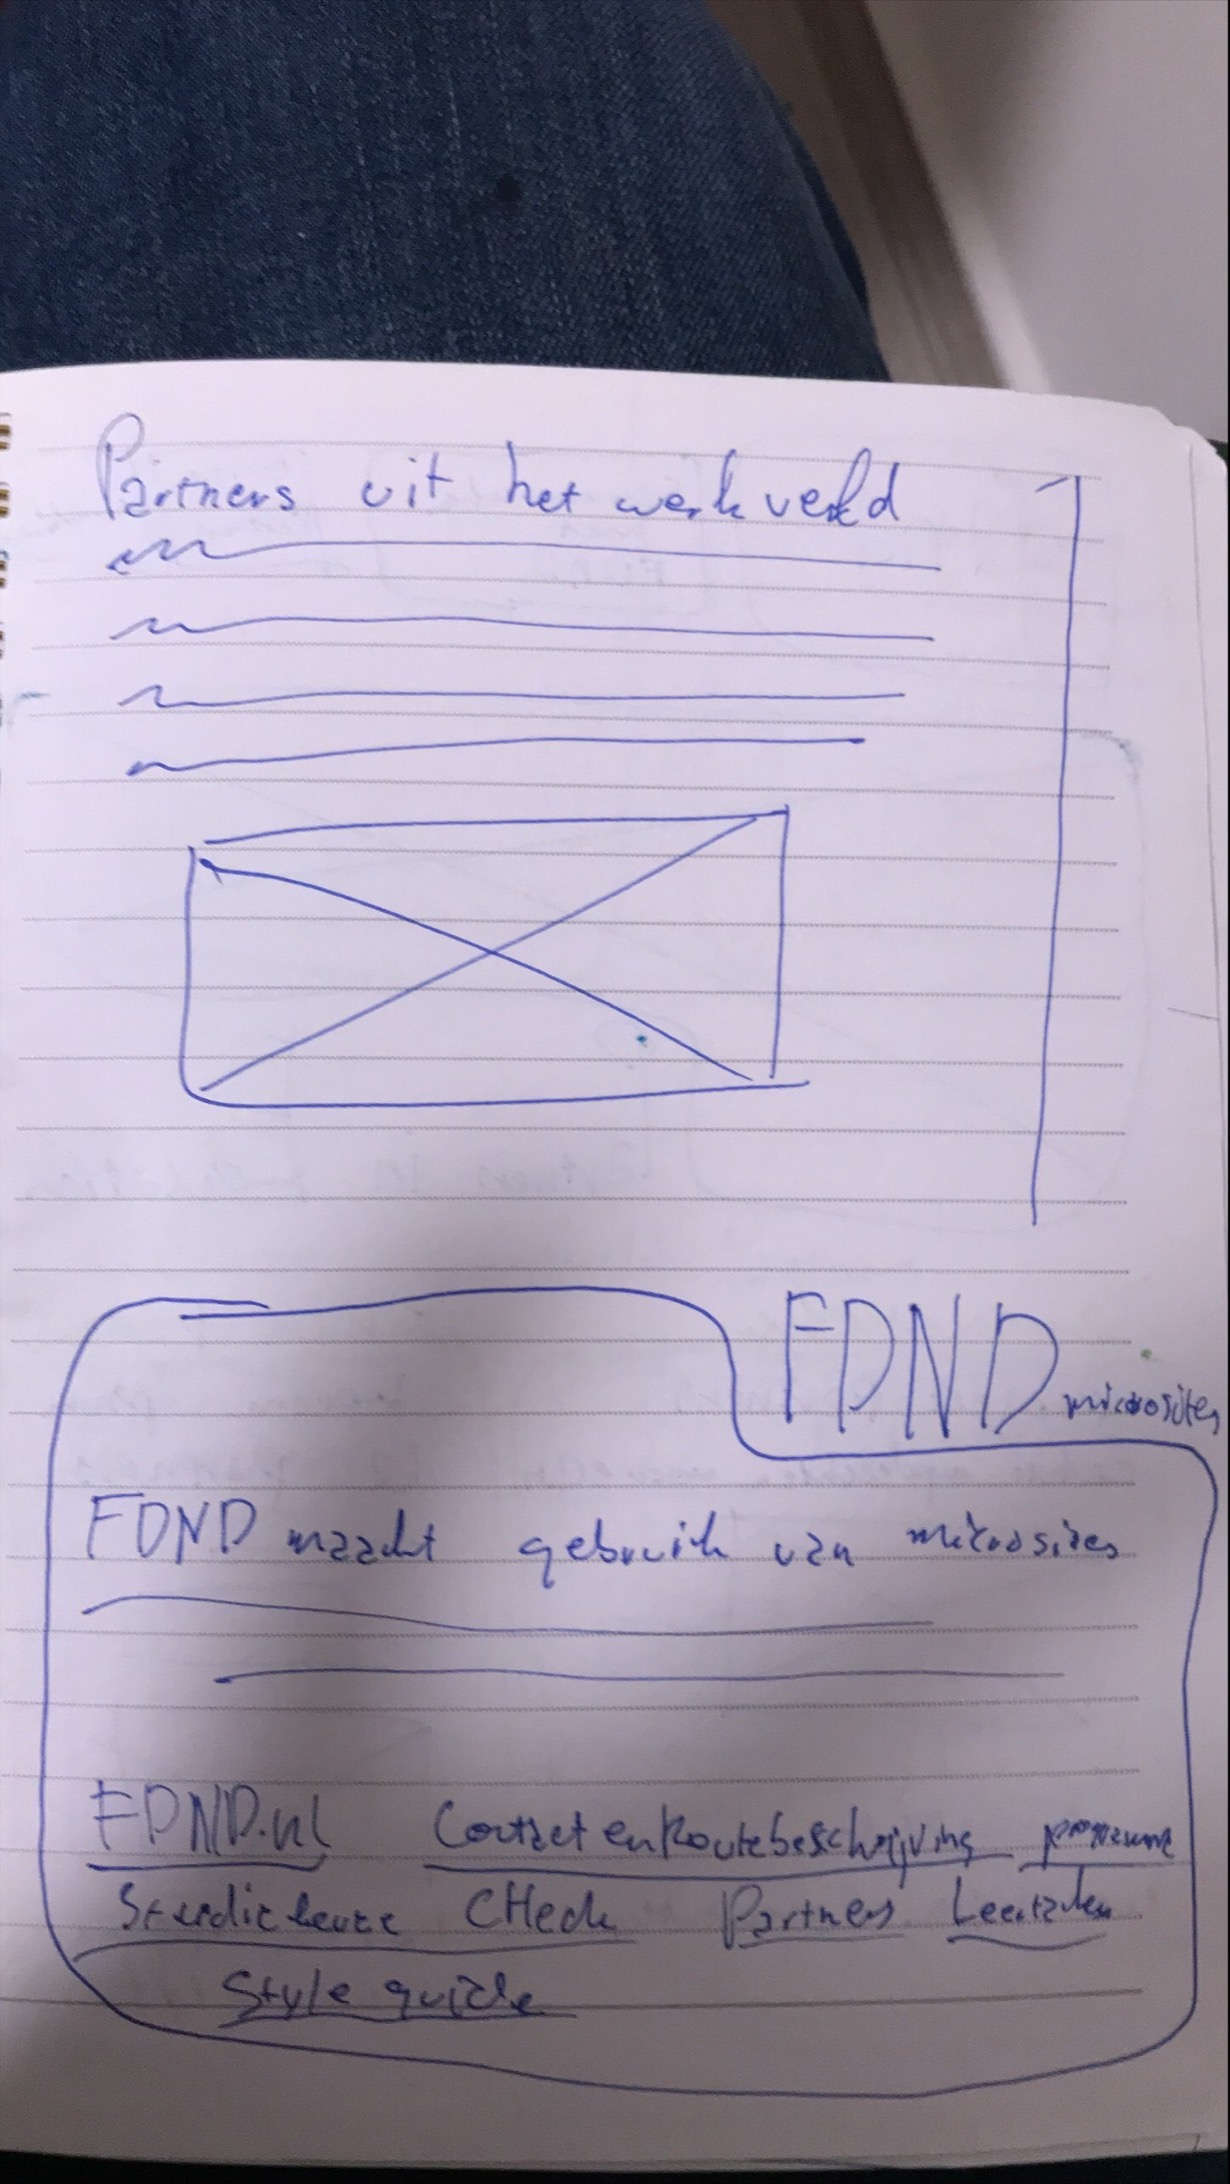 Partners uit het werkveld
FDND
microsites
FDND maakt gebruik van microsites
FDND.nl Contact en Routebeschrijving programma
Studiekeuze CHeck Partners Leertaken
Style guide